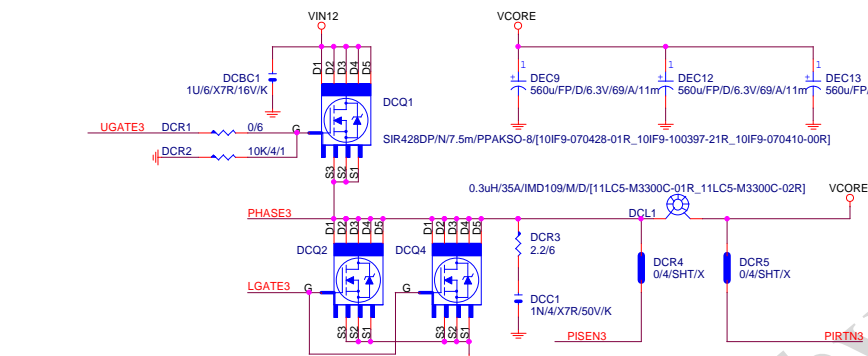 VIN12
VCORE
D1 D2 D3 D4 D5
DCBC1
1U/6/X7R/16V/K
DCQ1
1
DEC9
560u/FP/D/6.3V/69/A/11m
1
DEC12
560u/FP/D/6.3V/69/A/11m
1
DEC13
UGATE3
DCR1
0/6
G
DCR2
10K/4/1
SIR428DP/N/7.5m/PPAKSO-8/[10IF9-070428-01R_10IF9-100397-21R_10IF9-070410-00R]
S3 S2 S1
0.3uH/35A/IMD109/M/D/[11LC5-M3300C-01R_11LC5-M3300C-02R]
VCORE
PHASE3
DCL1
D1 D2 D3 D4 D5
D1 D2 D3 D4 D5
DCQ2
DCQ4
DCR3
2.2/6
DCR4
0/4/SHT/X
DCR5
0/4/SHT/X
LGATE3
G
G
DCC1
1N/4/X7R/50V/K
S3 S2 S1
S3 S2 S1
PISEN3
PIRTN3